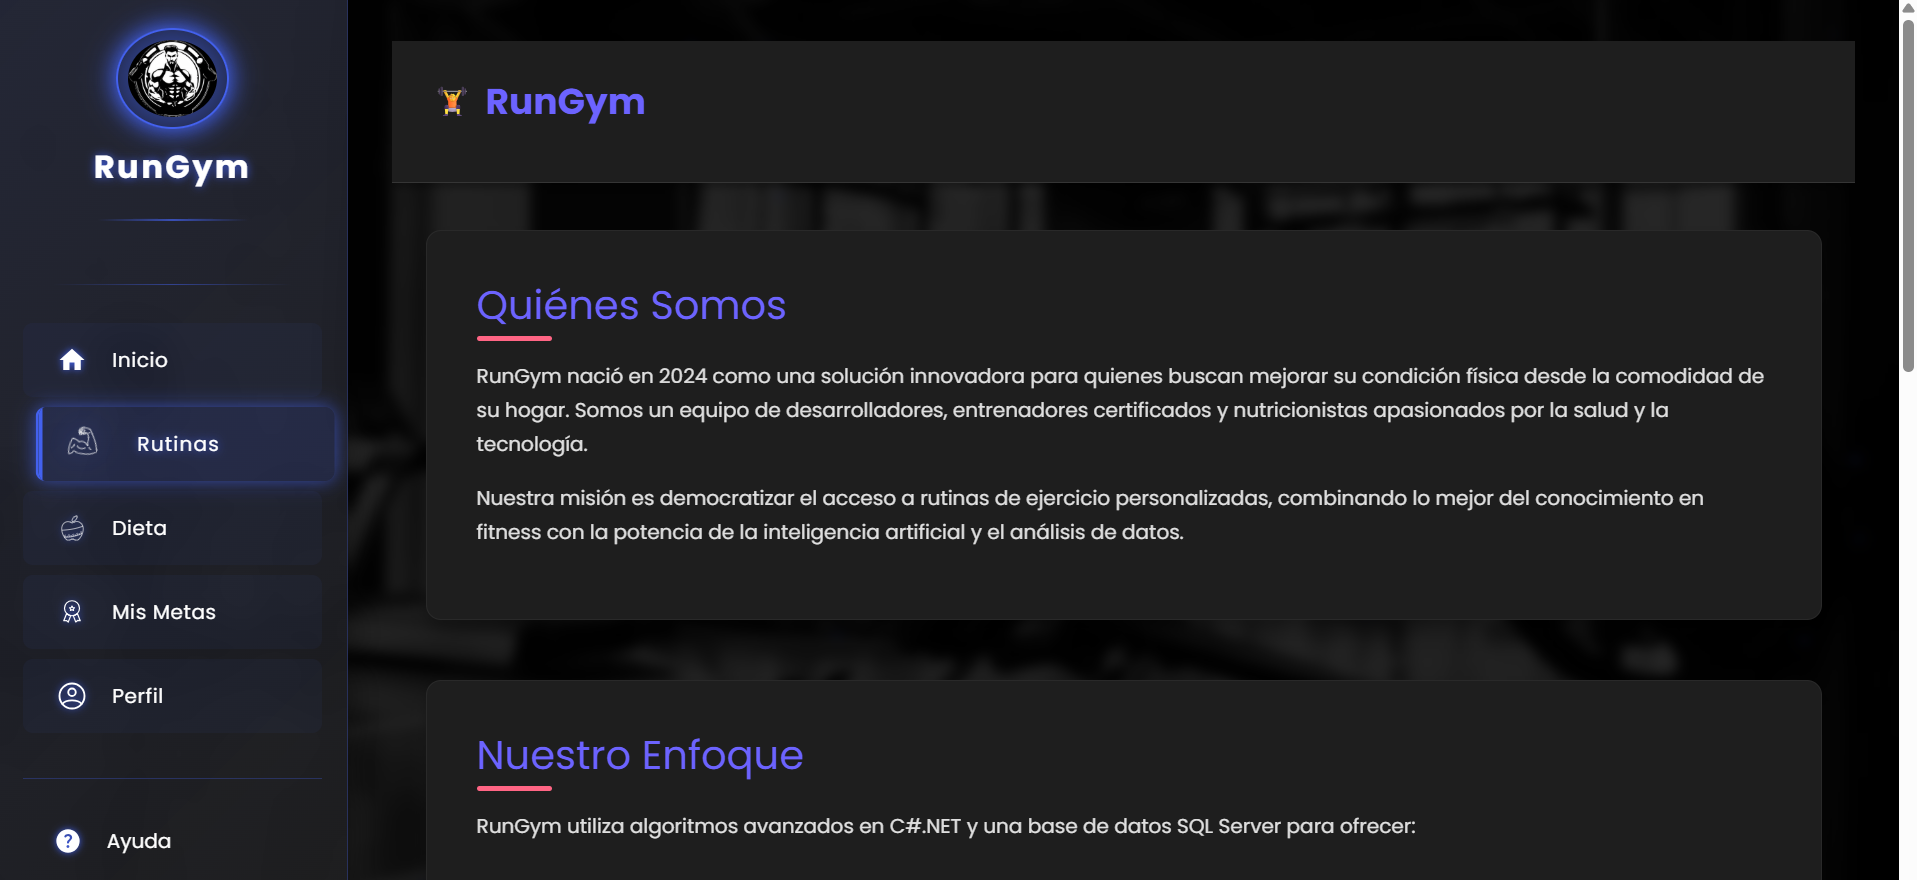 RunGym
Inicio
Rutinas
Dieta
Mis Metas
Perfil
Ayuda
RunGym
Quiénes Somos
RunGym nació en 2024 como una solución innovadora para quienes buscan mejorar su condición física desde la comodidad de
su hogar. Somos un equipo de desarrolladores, entrenadores certificados y nutricionistas apasionados por la salud y la
tecnología.
Nuestra misión es democratizar el acceso a rutinas de ejercicio personalizadas, combinando lo mejor del conocimiento en
fitness con la potencia de la inteligencia artificial y el análisis de datos.
Nuestro Enfoque
RunGym utiliza algoritmos avanzados en C#.NET y una base de datos SQL Server para ofrecer: